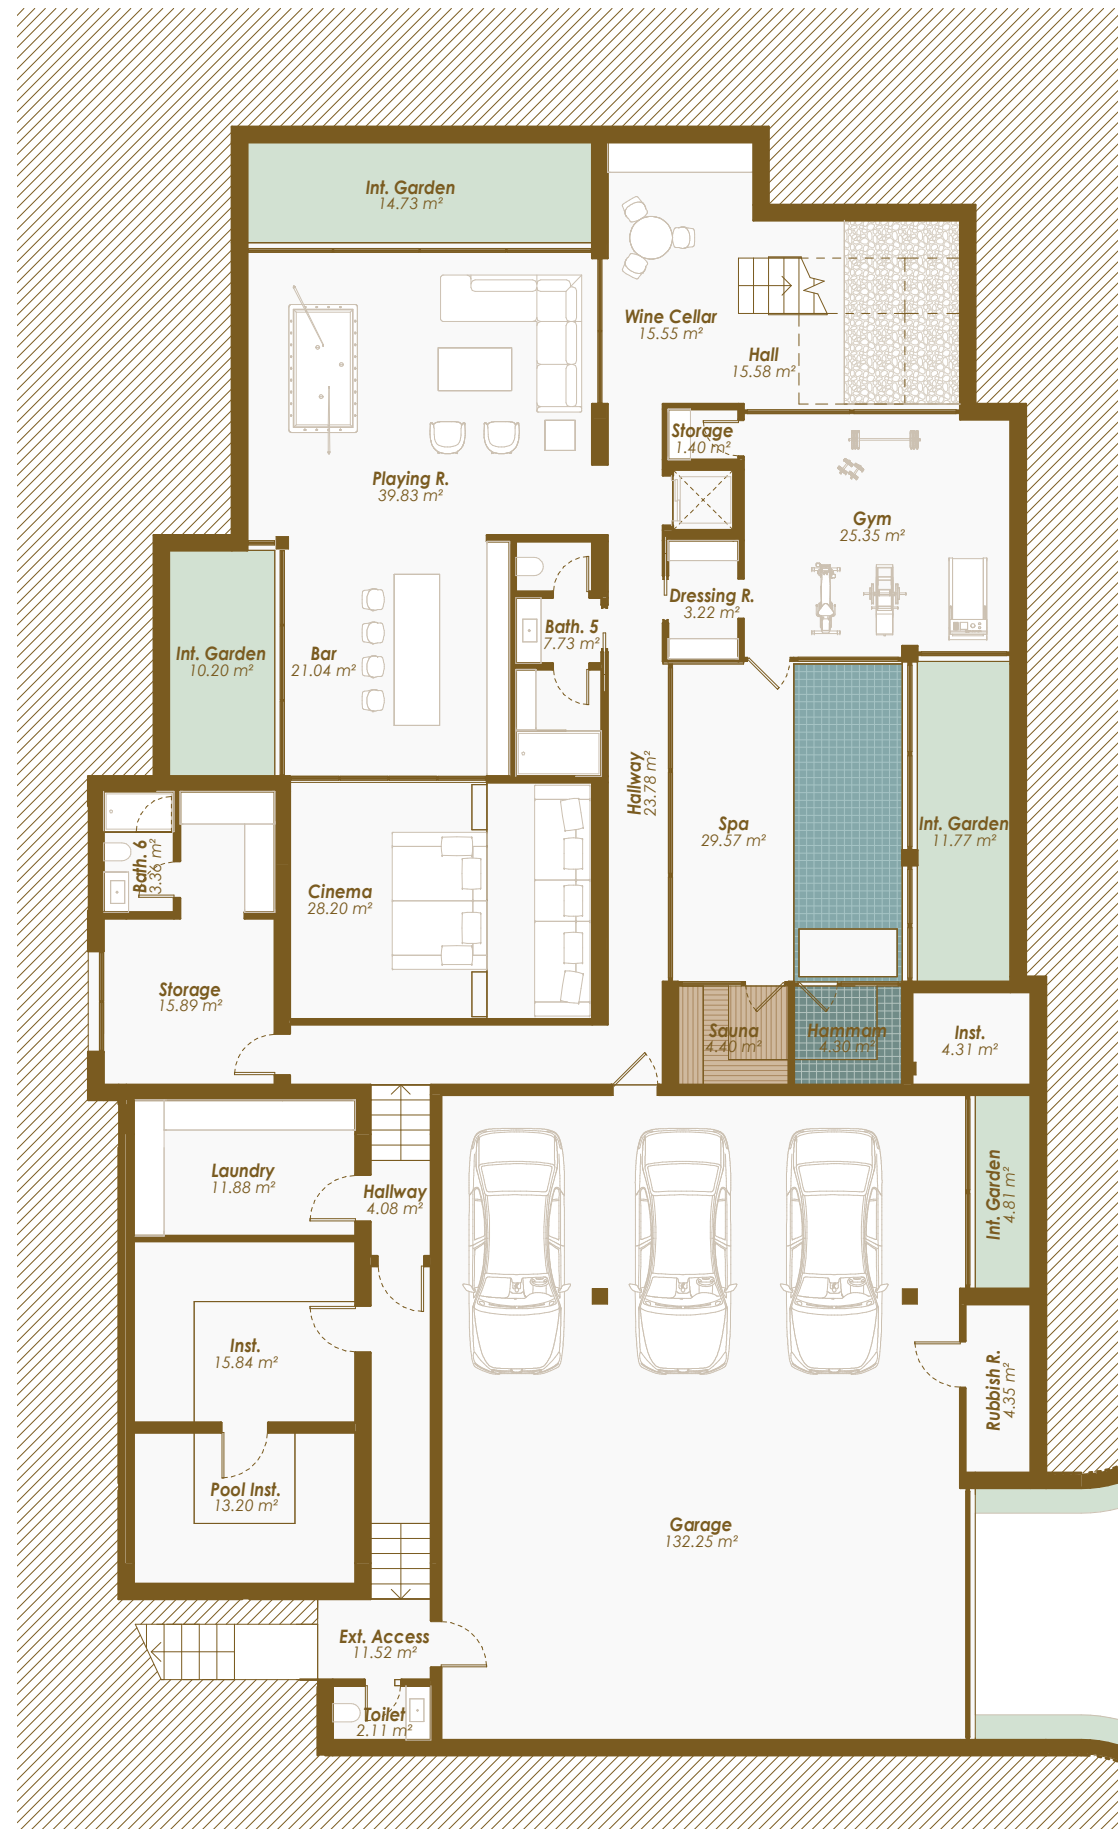 Int. Garden
14.73 m²
Wine Cellar
15.55 m²
Hall
15.58 m²
Storage
1.40 m²
Playing R.
39.83 m²
Gym
25.35 m²
Dressing R.
3.22 m²
Bath. 5
7.73 m²
Int. Garden
10.20 m²
Bar
21.04 m²
Hallway
23.78 m²
Spa
29.57 m²
Int. Garden
11.77 m²
Bath. 6
3.36 m²
Cinema
28.20 m²
Storage
15.89 m²
Sauna
4.40 m²
Hammam
4.30 m²
Inst.
4.31 m²
Laundry
11.88 m²
Hallway
4.08 m²
Int. Garden
4.81 m²
Inst.
15.84 m²
Rubbish R.
4.35 m²
Pool Inst.
13.20 m²
Garage
132.25 m²
Ext. Access
11.52 m²
Toilet
2.11 m²